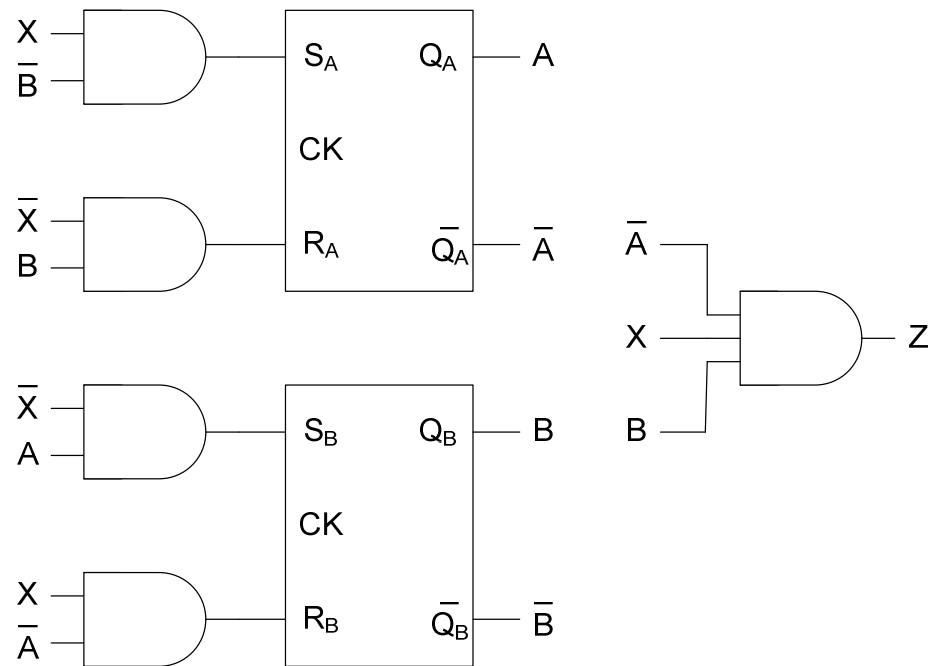 X
B̅
S_A
Q_A
A
CK
X̅
B
R_A
Q̅_A
A̅
A̅
X
Z
B
X̅
A
S_B
Q_B
B
CK
X
A̅
R_B
Q̅_B
B̅